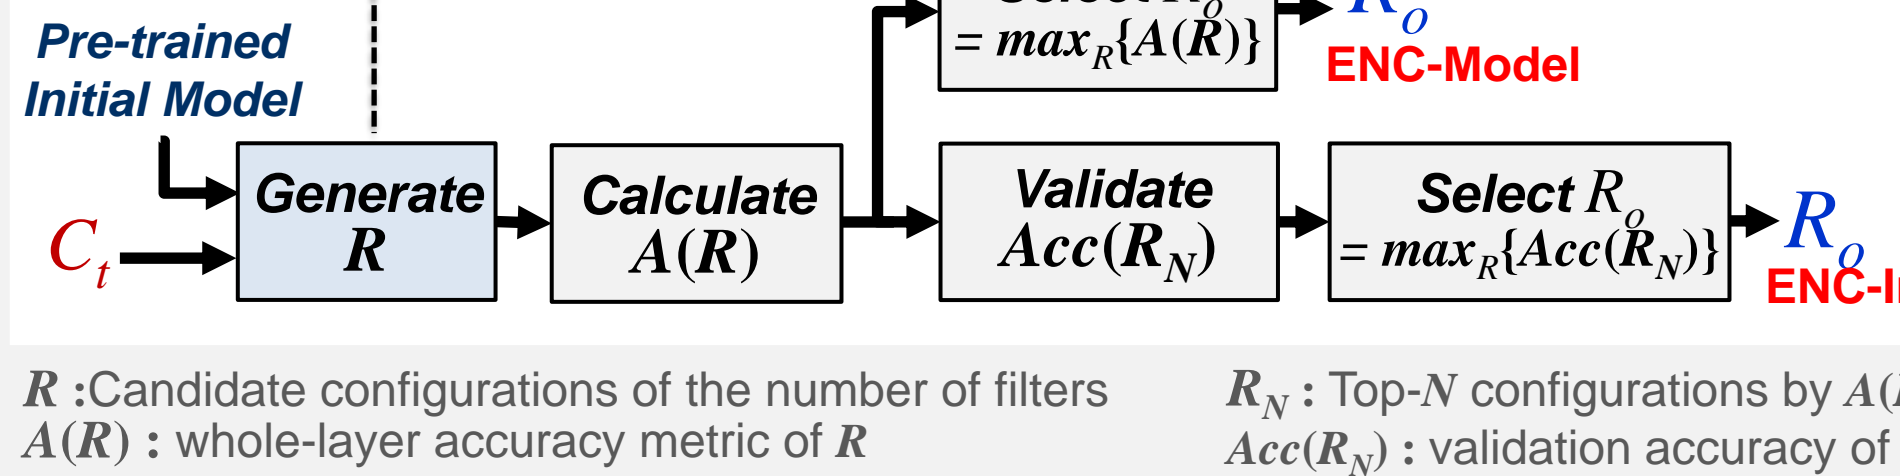 Select R_o
= max_R{A(R)}
R_o
ENC-Model
Pre-trained
Initial Model
C_t
Generate
R
Calculate
A(R)
Validate
Acc(R_N)
Select R_o
= max_R{Acc(R_N)}
R_o
R :Candidate configurations of the number of filters
A(R) : whole-layer accuracy metric of R
R_N : Top-N configurations by
Acc(R_N) : validation accuracy of